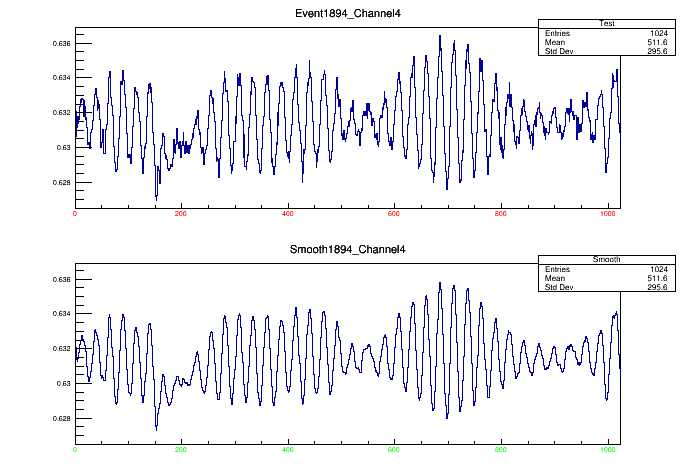 Event1894_Channel4
Test
Entries 1024
Mean 511.6
Std Dev 295.6
0.636
0.634
0.632
0.63
0.628
0 200 400 600 800 1000
Smooth1894_Channel4
Smooth
Entries 1024
Mean 511.6
Std Dev 295.6
0.636
0.634
0.632
0.63
0.628
0 200 400 600 800 1000